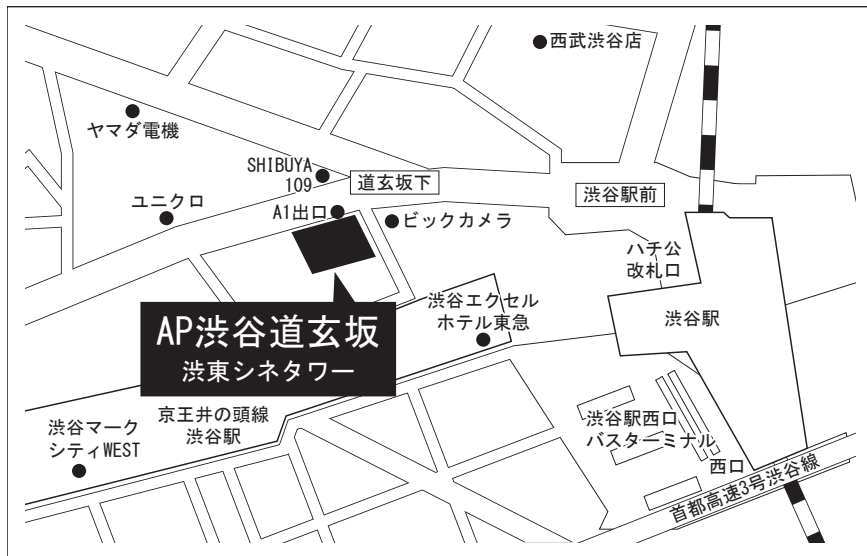 西武渋谷店
ヤマダ電機
SHIBUYA
109
道玄坂下
渋谷駅前
ユニクロ
A1出口
ビックカメラ
ハチ公
改札口
渋谷エクセル
ホテル東急
渋谷駅
AP渋谷道玄坂
渋東シネタワー
京王井の頭線
渋谷駅
渋谷マーク
シティWEST
渋谷駅西口
バスターミナル
西口
首都高速3号渋谷線